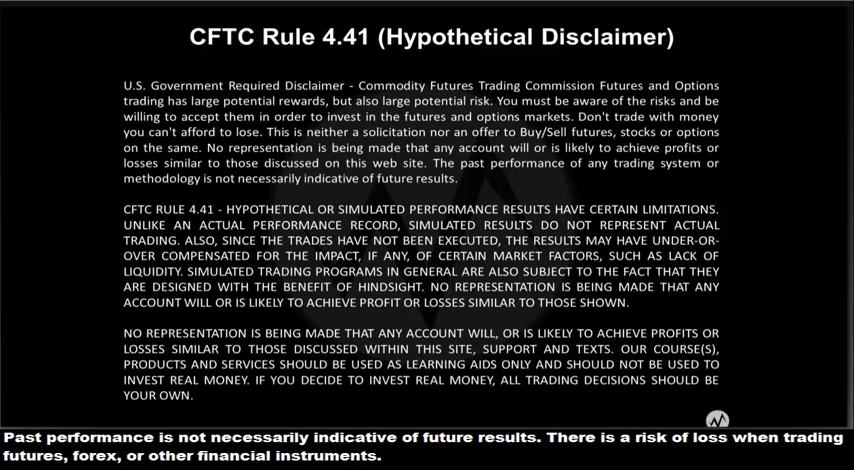 CFTC Rule 4.41 (Hypothetical Disclaimer)
U.S. Government Required Disclaimer - Commodity Futures Trading Commission Futures and Options
trading has large potential rewards, but also large potential risk. You must be aware of the risks and be
willing to accept them in order to invest in the futures and options markets. Don't trade with money
you can't afford to lose. This is neither a solicitation nor an offer to Buy/Sell futures, stocks or options
on the same. No representation is being made that any account will or is likely to achieve profits or
losses similar to those discussed on this web site. The past performance of any trading system or
methodology is not necessarily indicative of future results.
CFTC RULE 4.41 - HYPOTHETICAL OR SIMULATED PERFORMANCE RESULTS HAVE CERTAIN LIMITATIONS.
UNLIKE AN ACTUAL PERFORMANCE RECORD, SIMULATED RESULTS DO NOT REPRESENT ACTUAL
TRADING. ALSO, SINCE THE TRADES HAVE NOT BEEN EXECUTED, THE RESULTS MAY HAVE UNDER-OR-
OVER COMPENSATED FOR THE IMPACT, IF ANY, OF CERTAIN MARKET FACTORS, SUCH AS LACK OF
LIQUIDITY. SIMULATED TRADING PROGRAMS IN GENERAL ARE ALSO SUBJECT TO THE FACT THAT THEY
ARE DESIGNED WITH THE BENEFIT OF HINDSIGHT. NO REPRESENTATION IS BEING MADE THAT ANY
ACCOUNT WILL OR IS LIKELY TO ACHIEVE PROFIT OR LOSSES SIMILAR TO THOSE SHOWN.
NO REPRESENTATION IS BEING MADE THAT ANY ACCOUNT WILL, OR IS LIKELY TO ACHIEVE PROFITS OR
LOSSES SIMILAR TO THOSE DISCUSSED WITHIN THIS SITE, SUPPORT AND TEXTS. OUR COURSE(S),
PRODUCTS AND SERVICES SHOULD BE USED AS LEARNING AIDS ONLY AND SHOULD NOT BE USED TO
INVEST REAL MONEY. IF YOU DECIDE TO INVEST REAL MONEY, ALL TRADING DECISIONS SHOULD BE
YOUR OWN.
Past performance is not necessarily indicative of future results. There is a risk of loss when trading
futures, forex, or other financial instruments.